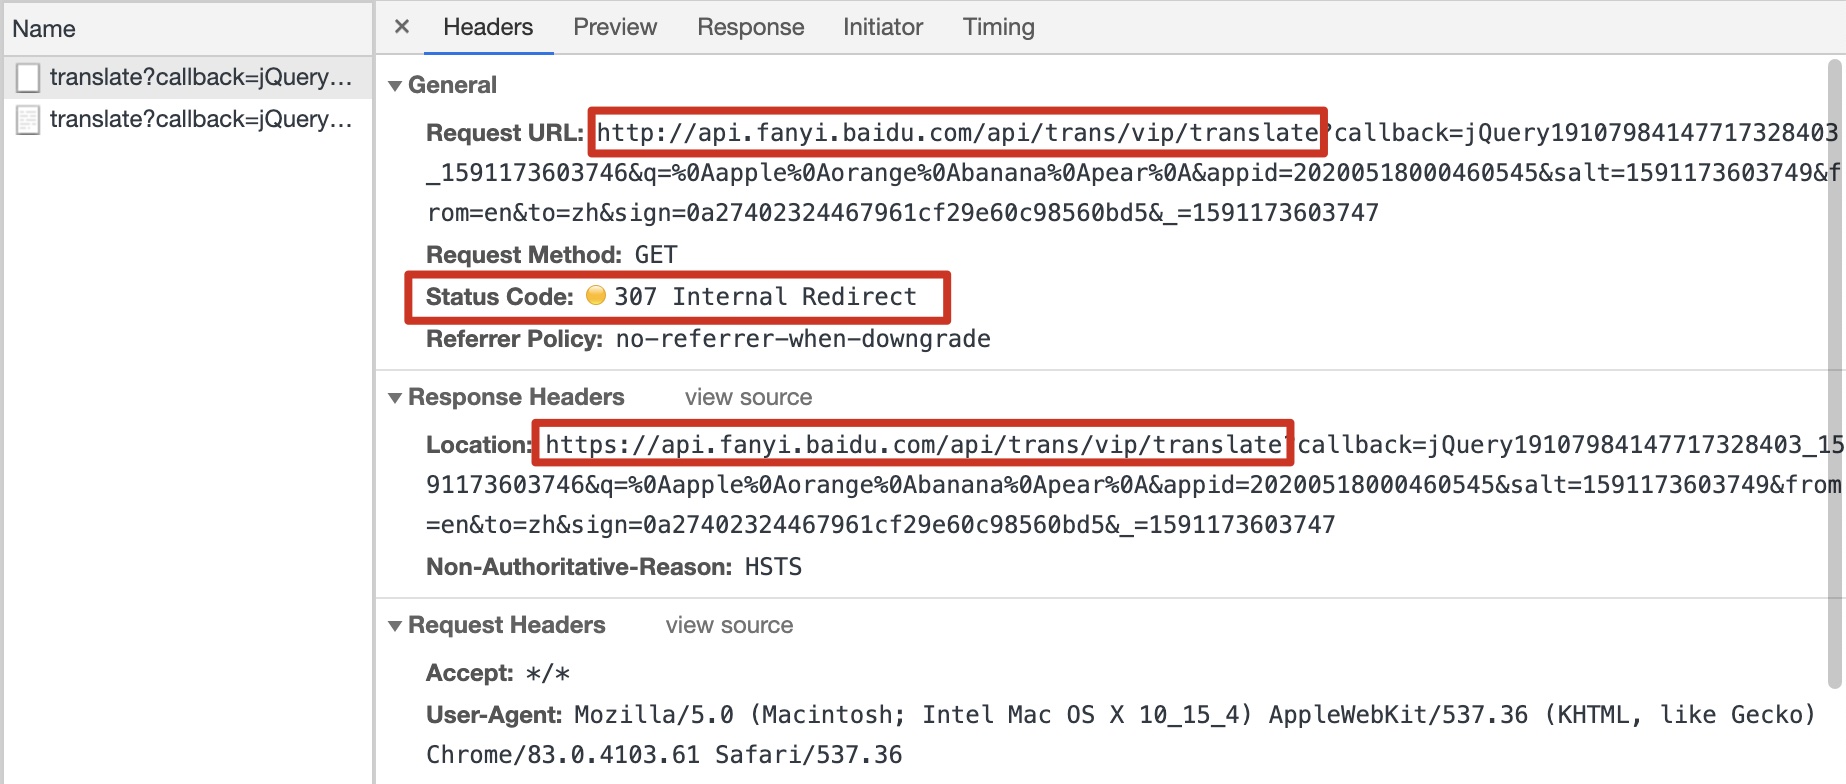 Name
translate?callback=jQuery…
translate?callback=jQuery…
× Headers Preview Response Initiator Timing
▼ General
Request URL: http://api.fanyi.baidu.com/api/trans/vip/translate?callback=jQuery19107984147717328403
_1591173603746&q=%0Aapple%0Aorange%0Abanana%0Apear%0A&appid=20200518000460545&salt=1591173603749&f
rom=en&to=zh&sign=0a27402324467961cf29e60c98560bd5&_=1591173603747
Request Method: GET
Status Code: 307 Internal Redirect
Referrer Policy: no-referrer-when-downgrade
▼ Response Headers view source
Location: https://api.fanyi.baidu.com/api/trans/vip/translate?callback=jQuery19107984147717328403_15
91173603746&q=%0Aapple%0Aorange%0Abanana%0Apear%0A&appid=20200518000460545&salt=1591173603749&from
=en&to=zh&sign=0a27402324467961cf29e60c98560bd5&_=1591173603747
Non-Authoritative-Reason: HSTS
▼ Request Headers view source
Accept: */*
User-Agent: Mozilla/5.0 (Macintosh; Intel Mac OS X 10_15_4) AppleWebKit/537.36 (KHTML, like Gecko)
Chrome/83.0.4103.61 Safari/537.36